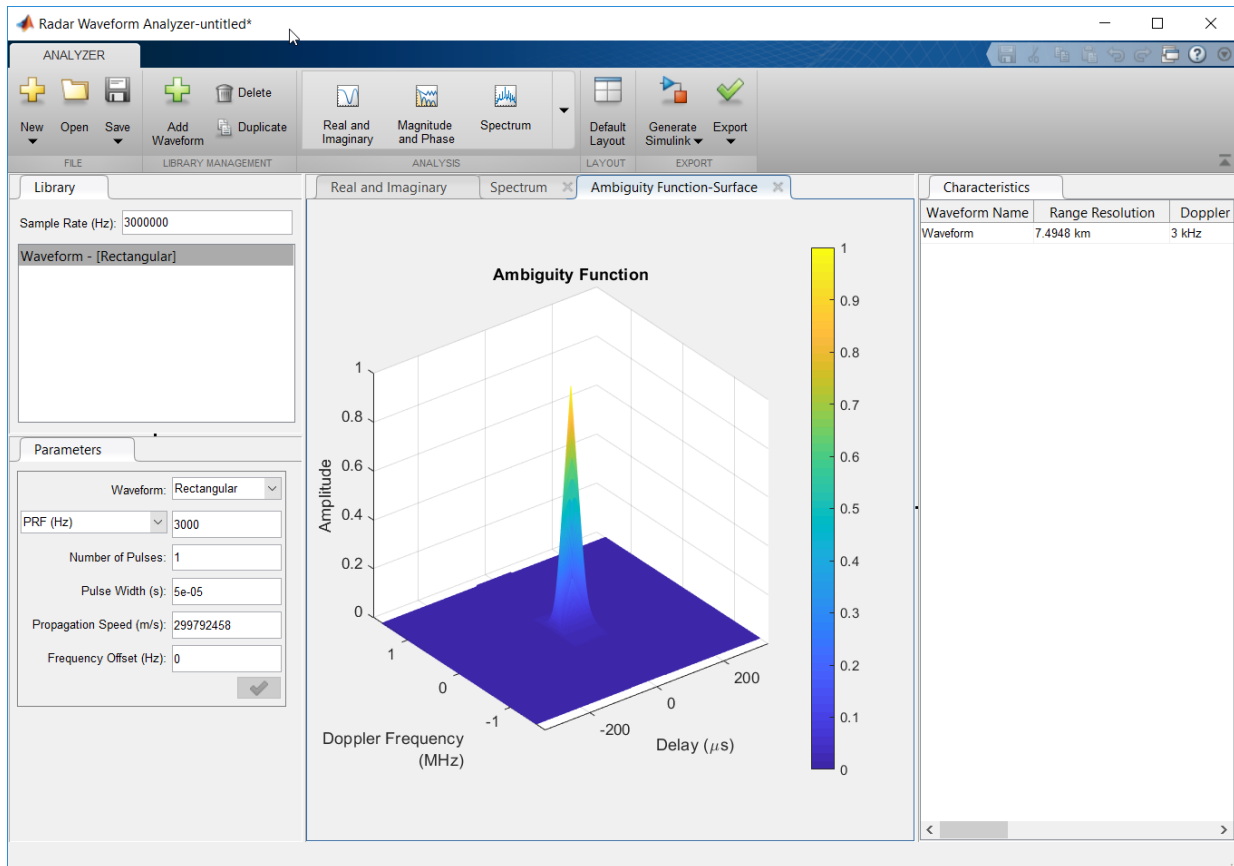 Radar Waveform Analyzer-untitled*
ANALYZER
New
Open
Save
FILE
Add
Waveform
Delete
Duplicate
LIBRARY MANAGEMENT
Real and
Imaginary
Magnitude
and Phase
Spectrum
ANALYSIS
Default
Layout
LAYOUT
Generate
Simulink
Export
EXPORT
Library
Sample Rate (Hz): 3000000
Waveform - [Rectangular]
Parameters
Waveform: Rectangular
PRF (Hz) 3000
Number of Pulses: 1
Pulse Width (s): 5e-05
Propagation Speed (m/s): 299792458
Frequency Offset (Hz): 0
Real and Imaginary Spectrum Ambiguity Function-Surface
Ambiguity Function
Amplitude
1
0.8
0.6
0.4
0.2
0
1
0
-1
Doppler Frequency
(MHz)
-200
0
200
Delay (μs)
1
0.9
0.8
0.7
0.6
0.5
0.4
0.3
0.2
0.1
0
Characteristics
Waveform Name Range Resolution Doppler
Waveform 7.4948 km 3 kHz